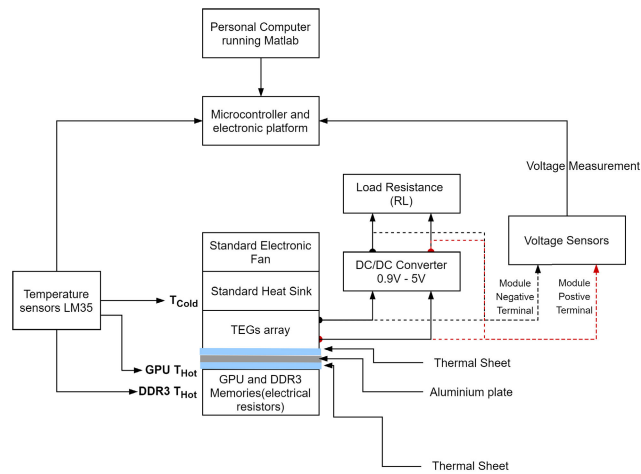 Personal Computer
running Matlab
Microcontroller and
electronic platform
Voltage Measurement
Load Resistance
(RL)
Standard Electronic
Fan
Voltage Sensors
DC/DC Converter
0.9V - 5V
Standard Heat Sink
Temperature
sensors LM35
TCold
Module
Negative
Terminal
Module
Postive
Terminal
TEGs array
Thermal Sheet
GPU THot
Aluminium plate
DDR3 THot
GPU and DDR3
Memories(electrical
resistors)
Thermal Sheet